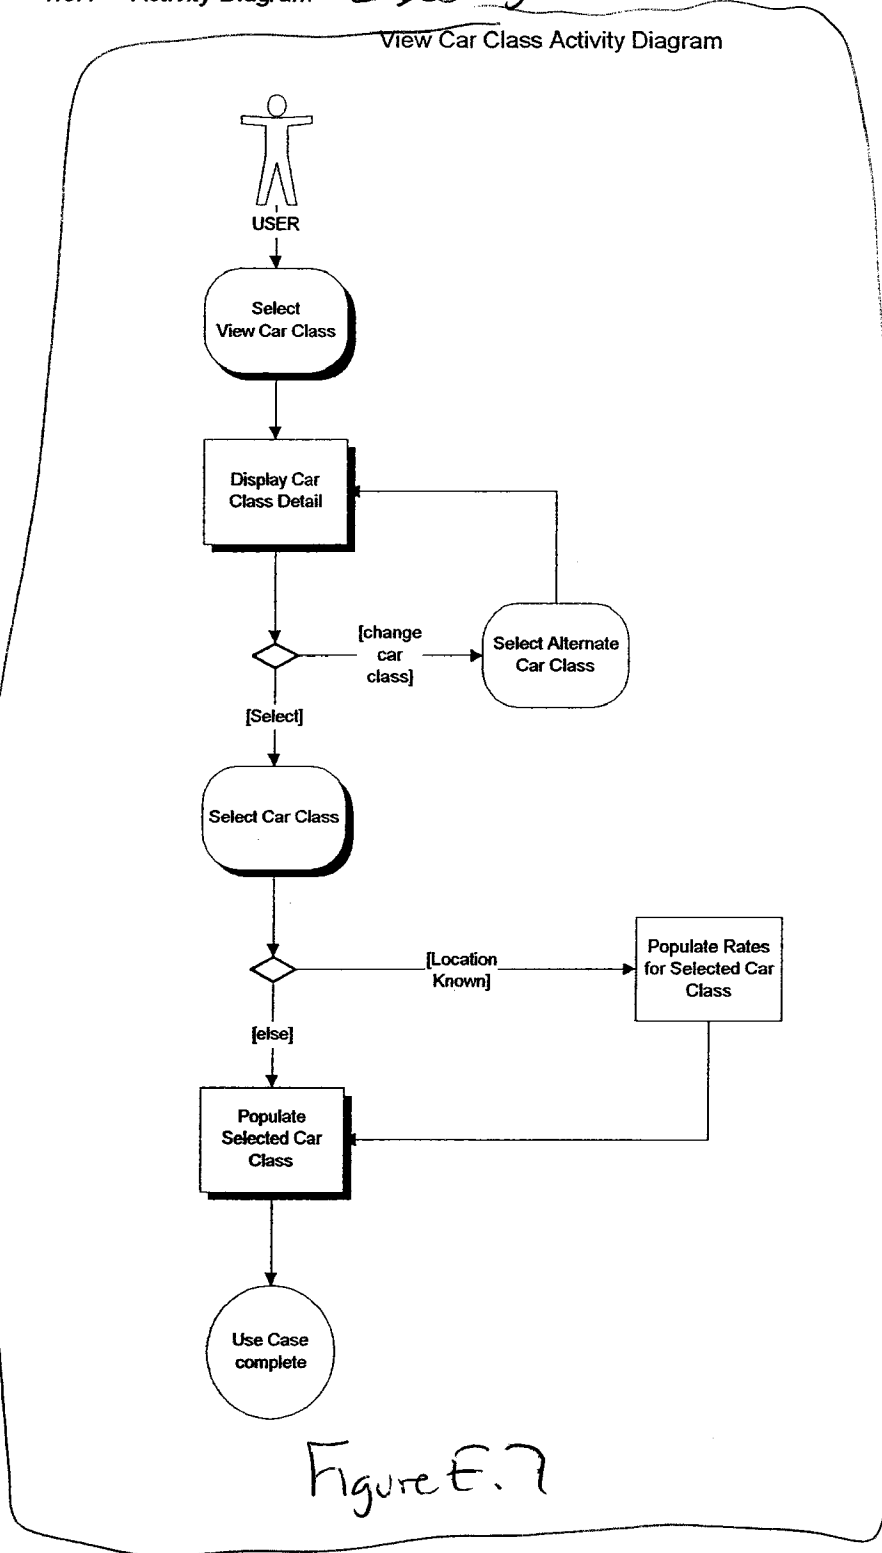 Activity Diagram
View Car Class Activity Diagram
USER
Select
View Car Class
Display Car
Class Detail
[change
car
class]
Select Alternate
Car Class
[Select]
Select Car Class
[Location
Known]
Populate Rates
for Selected Car
Class
[else]
Populate
Selected Car
Class
Use Case
complete
Figure E.7